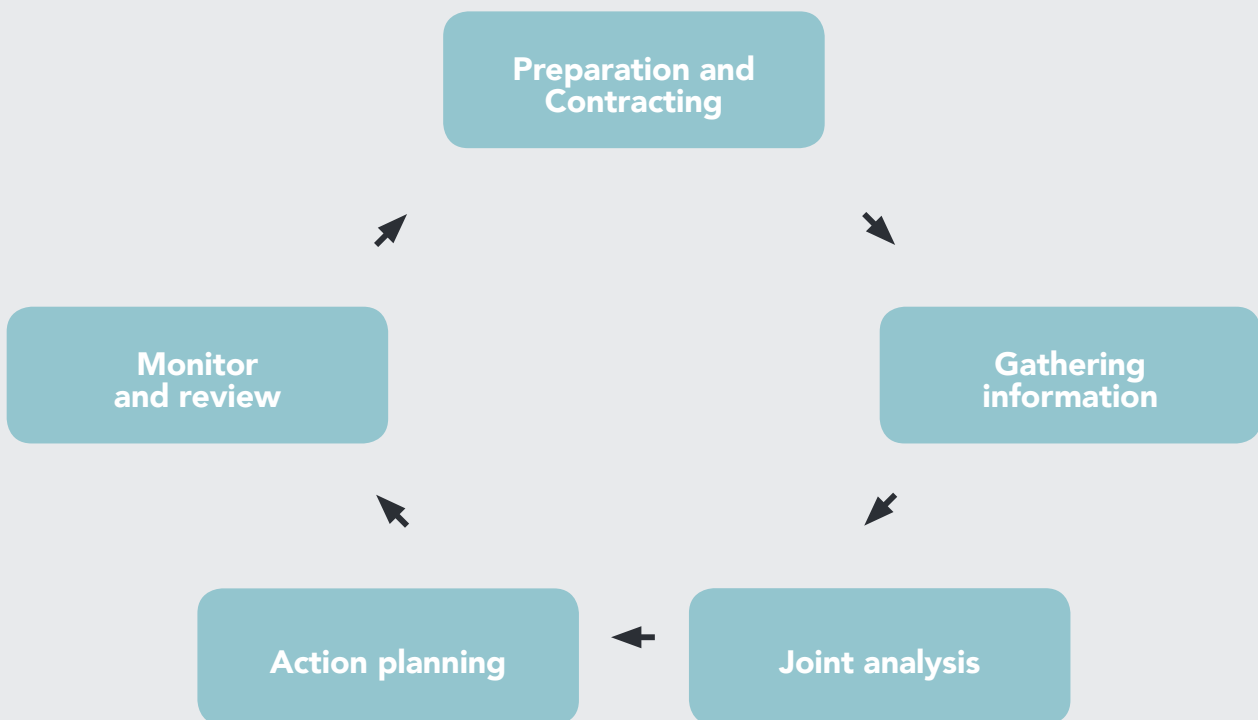 Preparation and
Contracting
Monitor
and review
Gathering
information
Action planning
Joint analysis